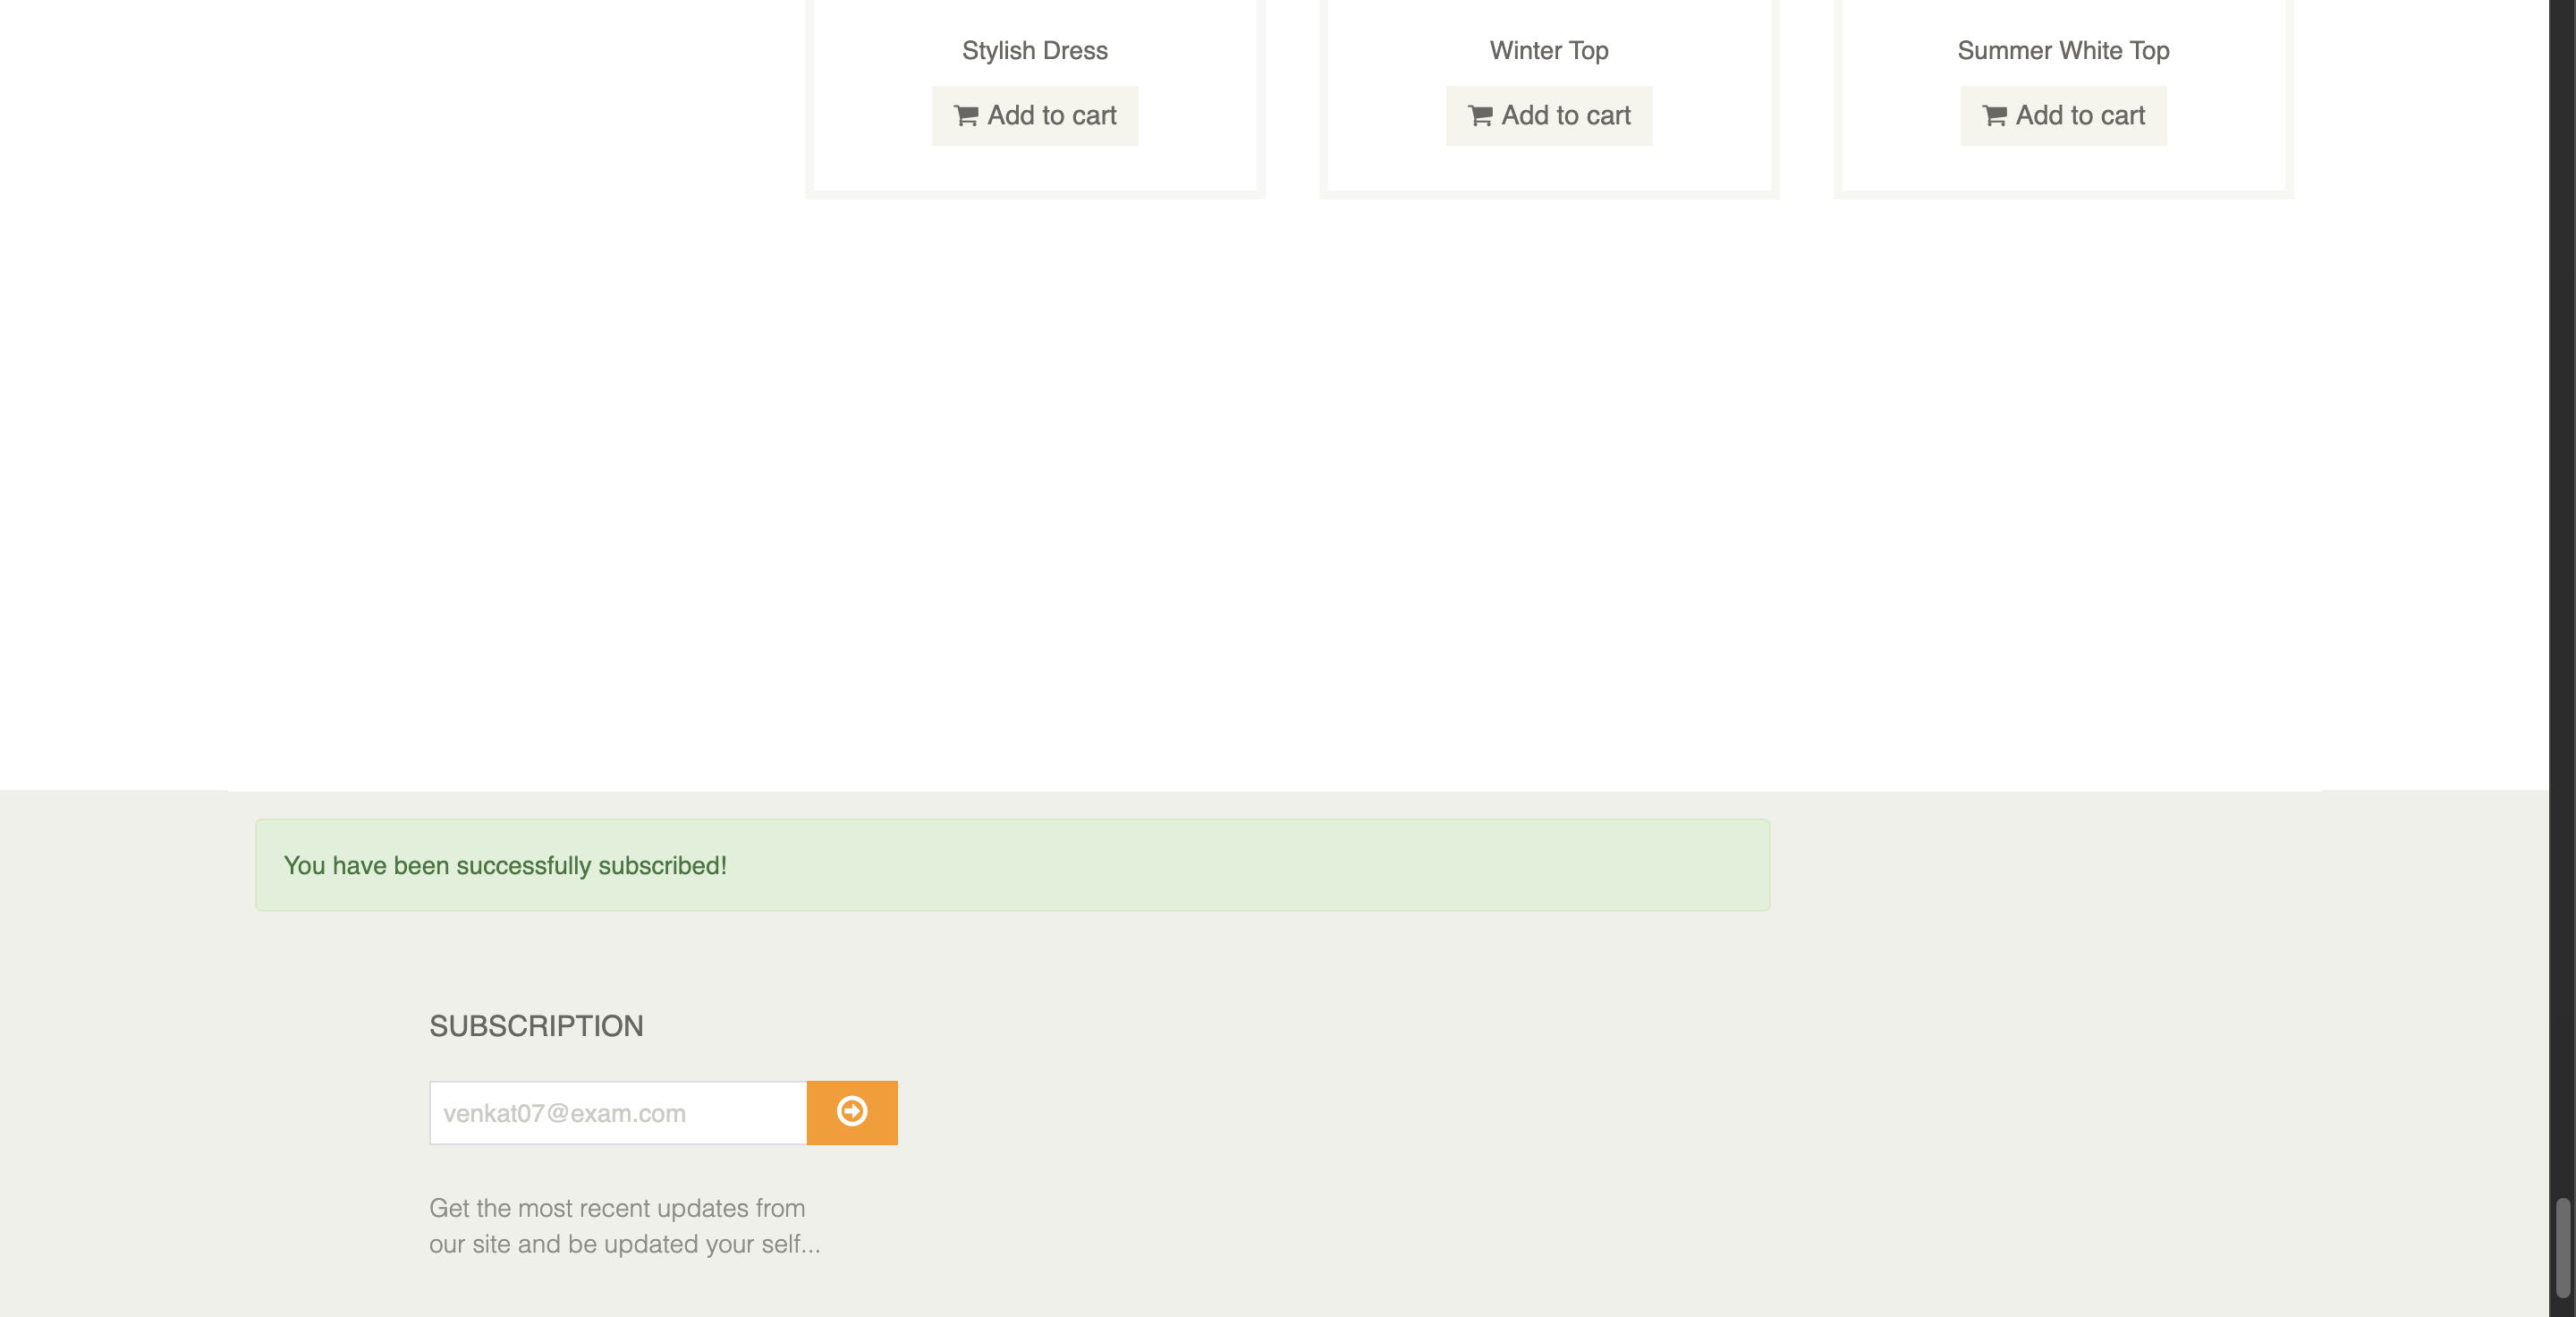 Stylish Dress
Winter Top
Summer White Top
Add to cart
Add to cart
Add to cart
You have been successfully subscribed!
SUBSCRIPTION
venkat07@exam.com
Get the most recent updates from
our site and be updated your self...